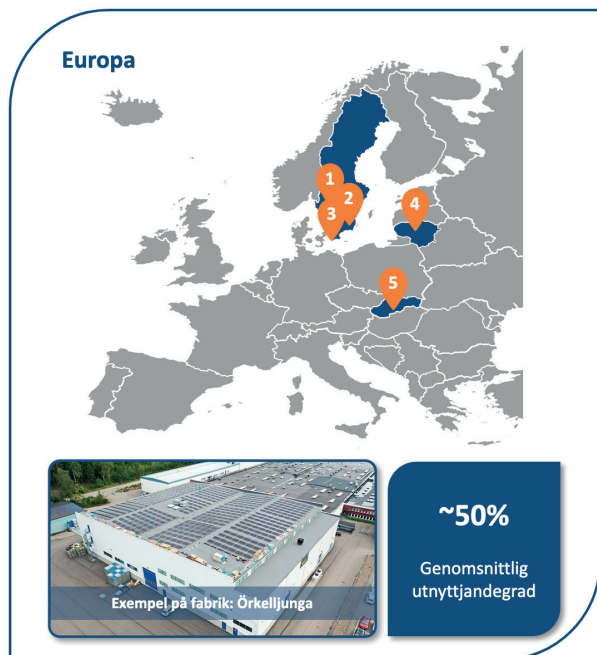 Europa
1
2
3
4
5
Exempel på fabrik: Örkelljunga
~50%
Genomsnittlig
utnyttjandegrad